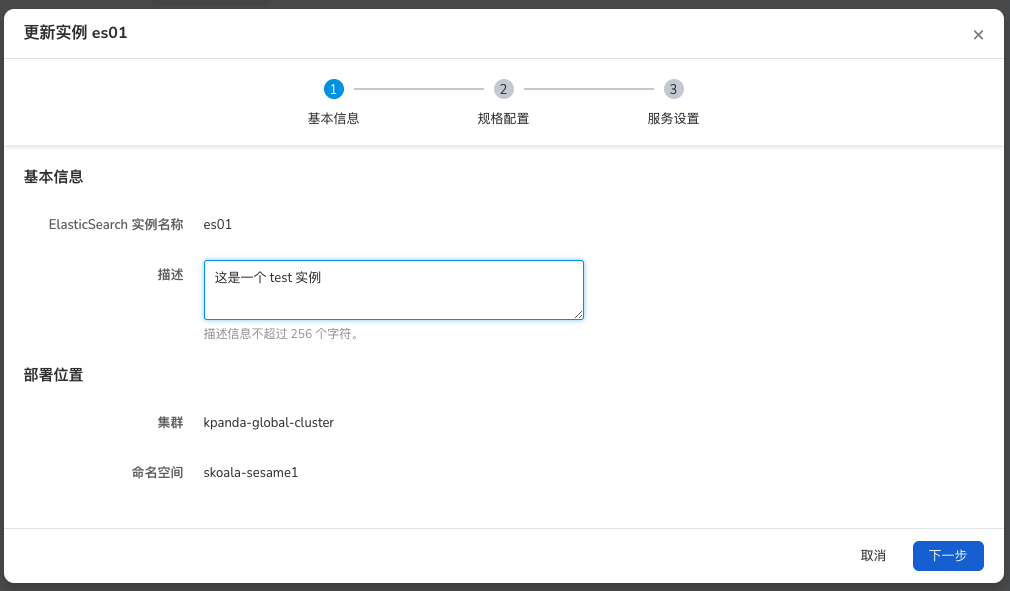 更新实例 es01
×
1
2
3
基本信息
规格配置
服务设置
基本信息
ElasticSearch 实例名称 es01
描述 这是一个 test 实例
描述信息不超过 256 个字符。
部署位置
集群 kpanda-global-cluster
命名空间 skoala-sesame1
取消 下一步